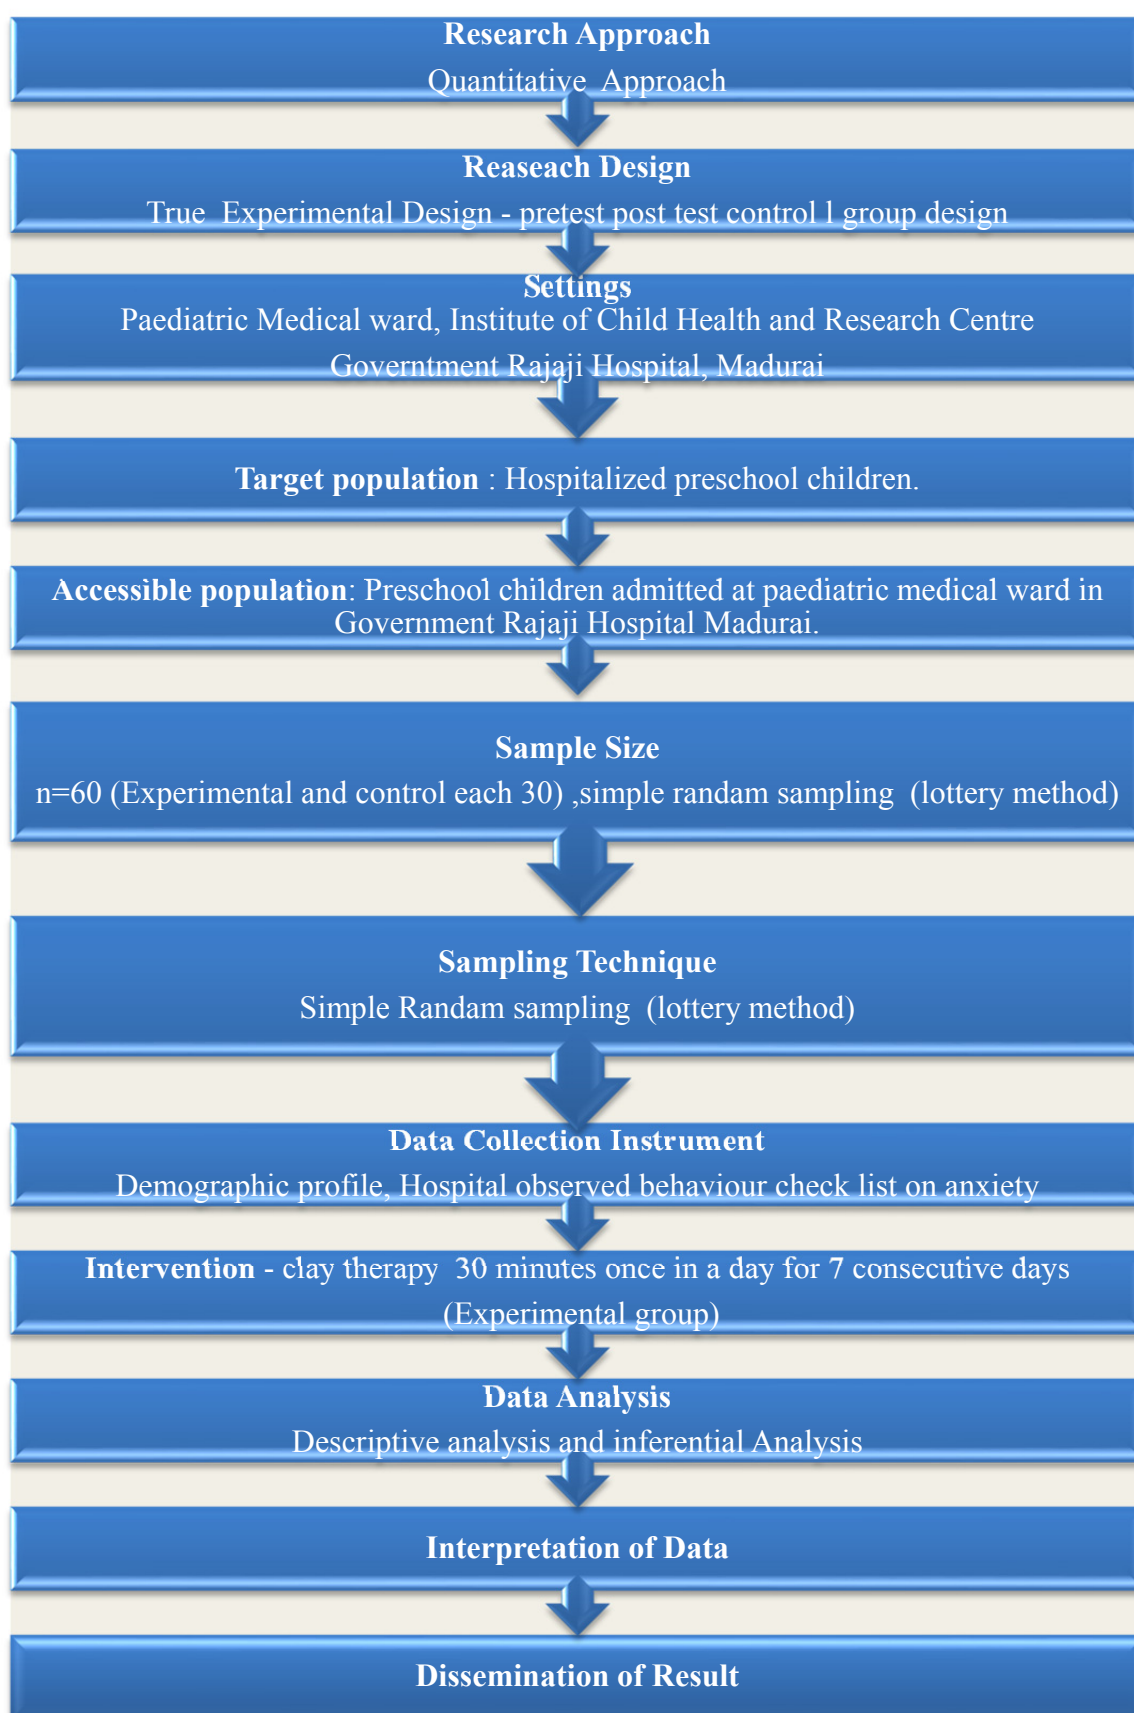 Research Approach
Quantitative Approach
Reaseach Design
True Experimental Design - pretest post test control l group design
Settings
Paediatric Medical ward, Institute of Child Health and Research Centre
Governtment Rajaji Hospital, Madurai
Target population : Hospitalized preschool children.
Accessible population: Preschool children admitted at paediatric medical ward in
Government Rajaji Hospital Madurai.
Sample Size
n=60 (Experimental and control each 30) ,simple randam sampling (lottery method)
Sampling Technique
Simple Randam sampling (lottery method)
Data Collection Instrument
Demographic profile, Hospital observed behaviour check list on anxiety
Intervention - clay therapy 30 minutes once in a day for 7 consecutive days
(Experimental group)
Data Analysis
Descriptive analysis and inferential Analysis
Interpretation of Data
Dissemination of Result